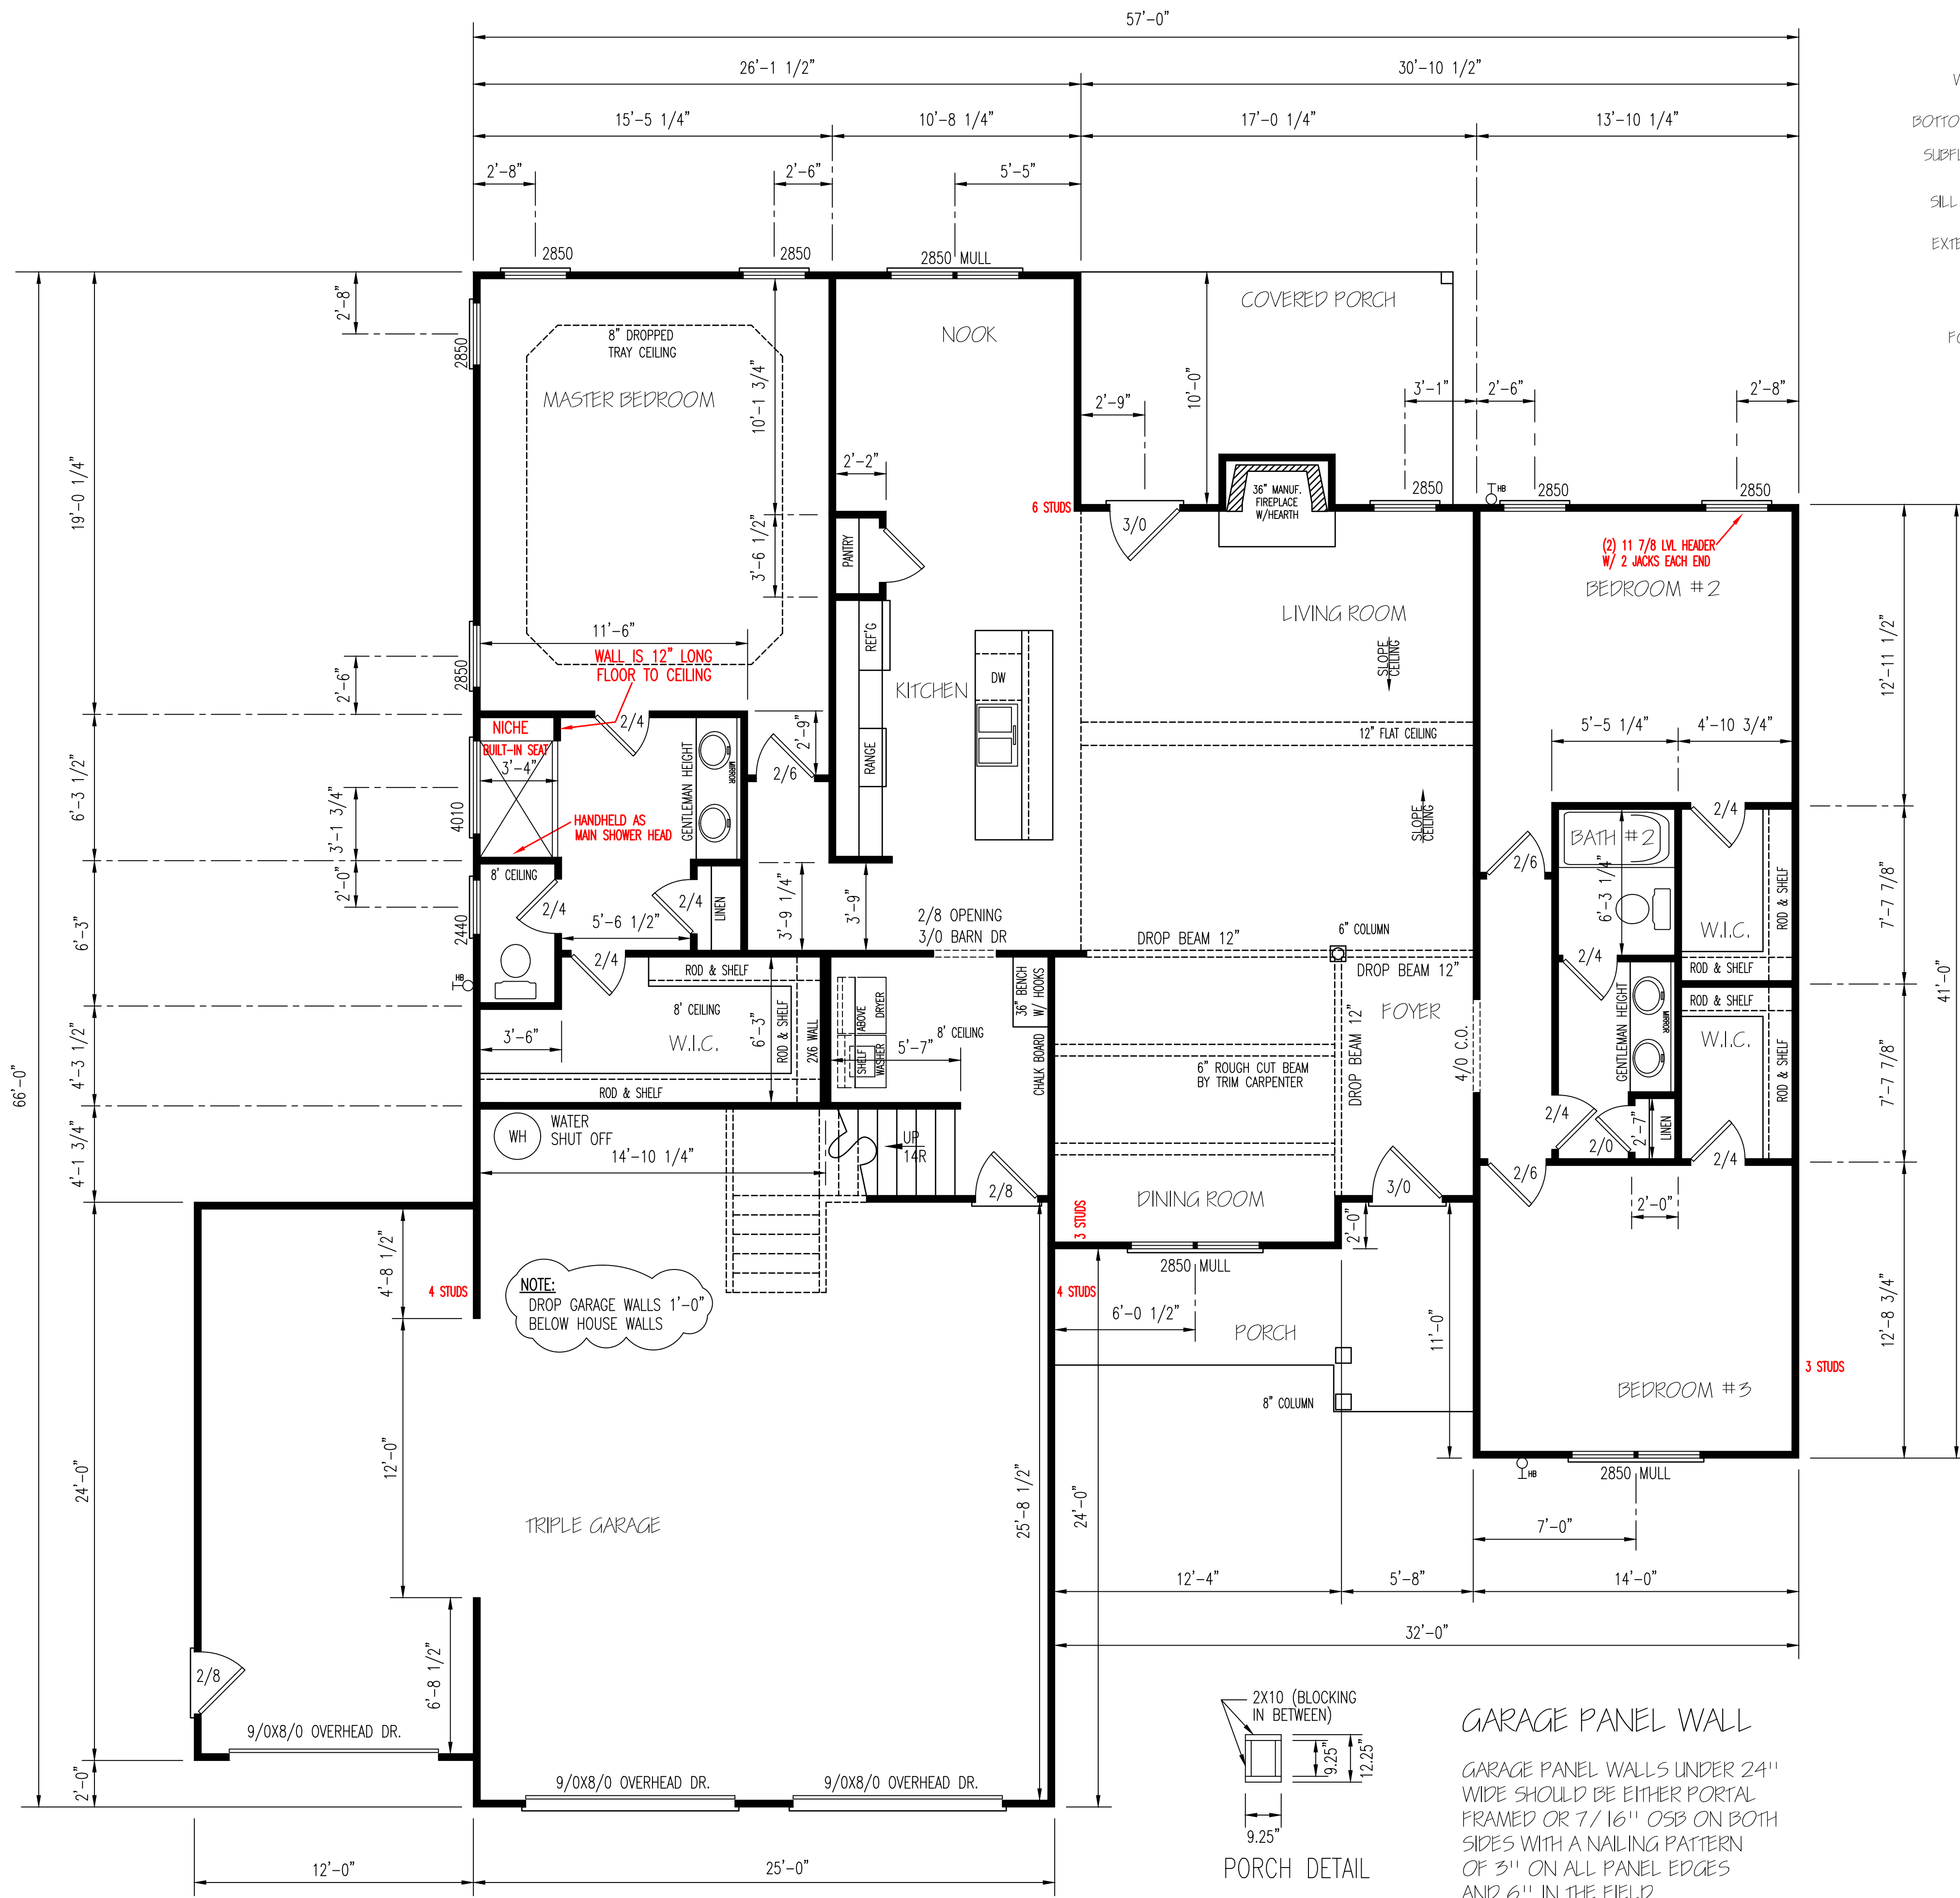 57'-0"
26'-1 1/2"
30'-10 1/2"
15'-5 1/4"
10'-8 1/4"
17'-0 1/4"
13'-10 1/4"
2'-8"
2'-6"
5'-5"
2850
2850
2850 MULL
BOTTO
SUBFL
SILL
EXTE
2'-8"
2850
8" DROPPED
TRAY CEILING
MASTER BEDROOM
10'-1 3/4"
NOOK
COVERED PORCH
10'-0"
2'-9"
3'-1"
2'-6"
2'-8"
19'-0 1/4"
2'-2"
6 STUDS
3/0
36" MANUF.
FIREPLACE
W/HEARTH
2850
HB
2850
2850
(2) 11 7/8 LVL HEADER
W/ 2 JACKS EACH END
BEDROOM #2
PANTRY
3'-6 1/2"
LIVING ROOM
SLOPE
CEILING
12'-11 1/2"
11'-6"
WALL IS 12" LONG
FLOOR TO CEILING
2850
2'-6"
REF'G
KITCHEN
DW
5'-5 1/4"
4'-10 3/4"
NICHE
BUILT-IN SEAT
3'-4"
2/4
GENTLEMAN HEIGHT
MIRROR
2'-9"
2/6
RANGE
12" FLAT CEILING
SLOPE
CEILING
6'-3 1/2"
3'-1 3/4"
4010
HANDHELD AS
MAIN SHOWER HEAD
2/4
BATH #2
2/6
6'-3 1/4"
ROD & SHELF
7'-7 7/8"
8' CEILING
2'-0"
2440
2/4
5'-6 1/2"
2/4
LINEN
3'-9 1/4"
3'-9"
2/8 OPENING
3/0 BARN DR
DROP BEAM 12"
6" COLUMN
W.I.C.
6'-3"
HB
2/4
ROD & SHELF
DROP BEAM 12"
2/4
ROD & SHELF
41'-0"
8' CEILING
W.I.C.
6'-3"
ROD & SHELF
2X6 WALL
ABOVE
DRYER
SHELF
WASHER
36" BENCH
W/ HOOKS
8' CEILING
5'-7"
CHALK BOARD
FOYER
DROP BEAM 12"
4/0 C.O.
GENTLEMAN HEIGHT
MIRROR
ROD & SHELF
W.I.C.
ROD & SHELF
7'-7 7/8"
3'-6"
4'-3 1/2"
ROD & SHELF
6" ROUGH CUT BEAM
BY TRIM CARPENTER
66'-0"
WH
WATER
SHUT OFF
14'-10 1/4"
UP
14R
2/8
2/4
2/0
2'-7"
LINEN
2/4
2/6
2'-0"
4'-1 3/4"
DINING ROOM
3/0
2'-0"
3 STUDS
2850 MULL
4'-8 1/2"
4 STUDS
NOTE:
DROP GARAGE WALLS 1'-0"
BELOW HOUSE WALLS
4 STUDS
6'-0 1/2"
PORCH
11'-0"
12'-8 3/4"
3 STUDS
BEDROOM #3
8" COLUMN
HB
2850 MULL
12'-0"
24'-0"
TRIPLE GARAGE
25'-8 1/2"
24'-0"
7'-0"
12'-4"
5'-8"
14'-0"
32'-0"
6'-8 1/2"
2/8
9/0X8/0 OVERHEAD DR.
2'-0"
9/0X8/0 OVERHEAD DR.
9/0X8/0 OVERHEAD DR.
12'-0"
25'-0"
2X10 (BLOCKING
IN BETWEEN)
9.25"
12.25"
9.25"
PORCH DETAIL
GARAGE PANEL WALL
GARAGE PANEL WALLS UNDER 24''
WIDE SHOULD BE EITHER PORTAL
FRAMED OR 7/16'' OSB ON BOTH
SIDES WITH A NAILING PATTERN
OF 3'' ON ALL PANEL EDGES
AND 6'' IN THE FIELD